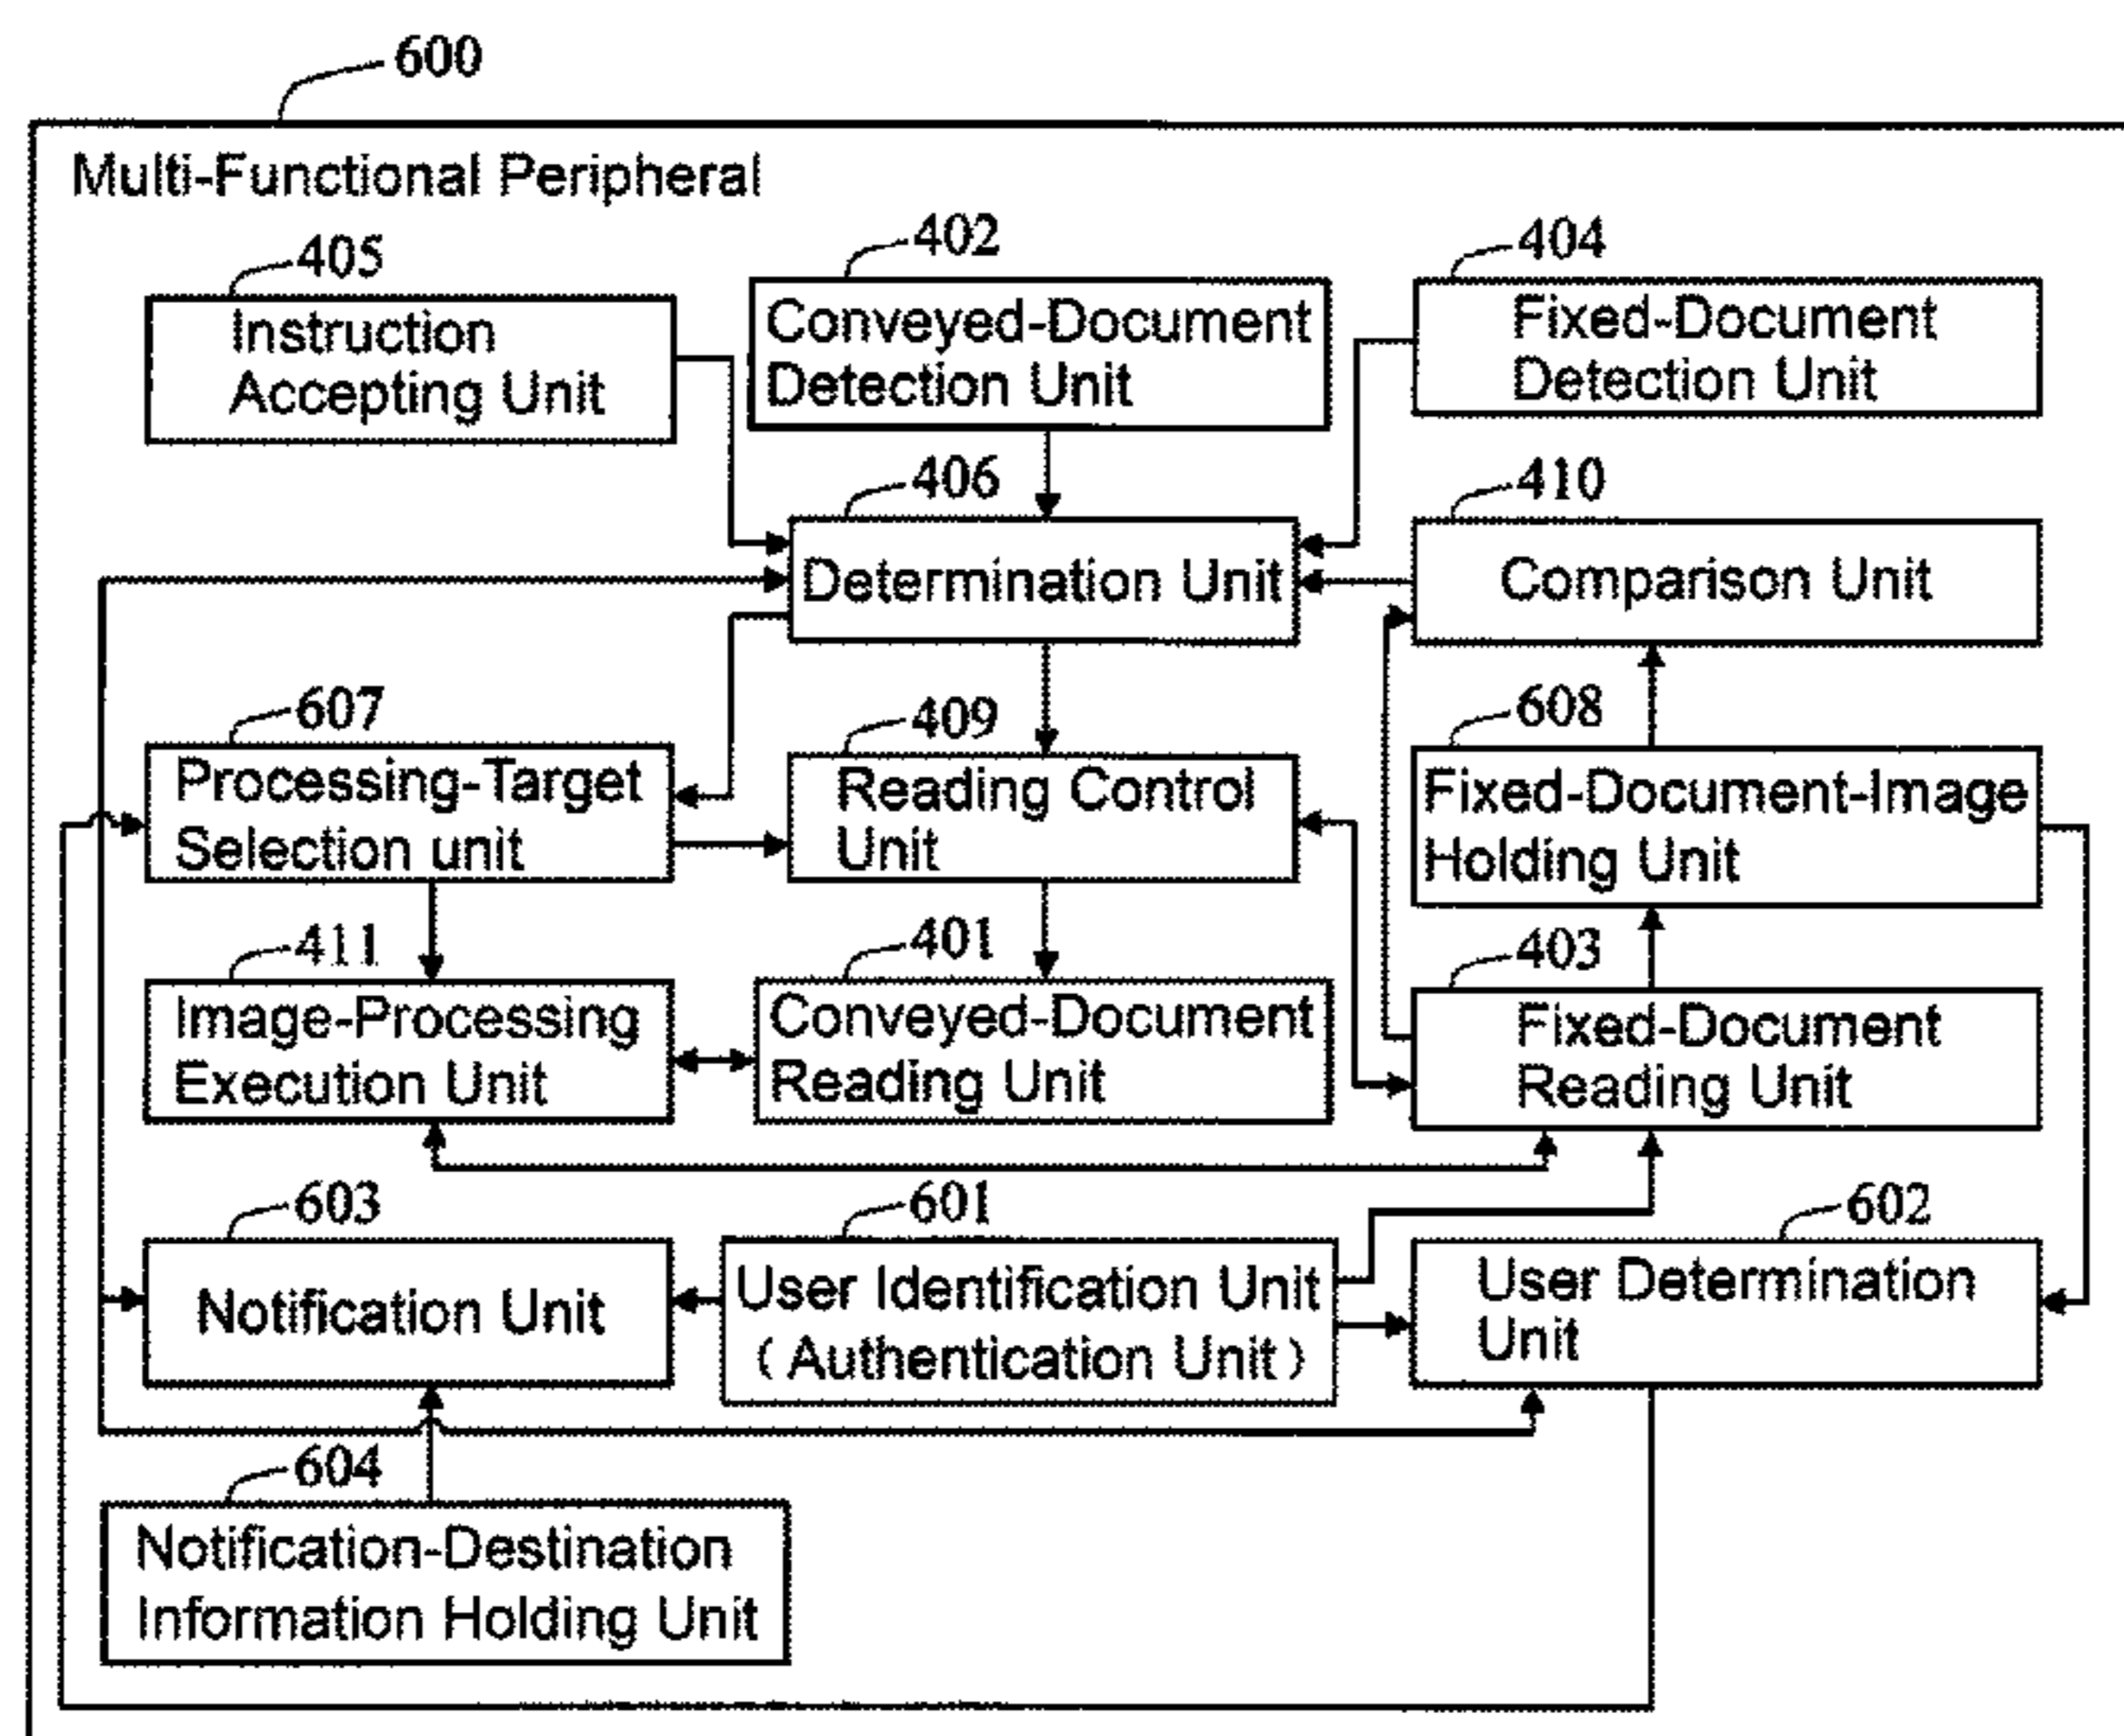 600
Multi-Functional Peripheral
405
Instruction
Accepting Unit
402
Conveyed-Document
Detection Unit
404
Fixed-Document
Detection Unit
406
Determination Unit
410
Comparison Unit
607
Processing-Target
Selection unit
409
Reading Control
Unit
608
Fixed-Document-Image
Holding Unit
411
Image-Processing
Execution Unit
401
Conveyed-Document
Reading Unit
403
Fixed-Document
Reading Unit
603
Notification Unit
601
User Identification Unit
(Authentication Unit)
602
User Determination
Unit
604
Notification-Destination
Information Holding Unit